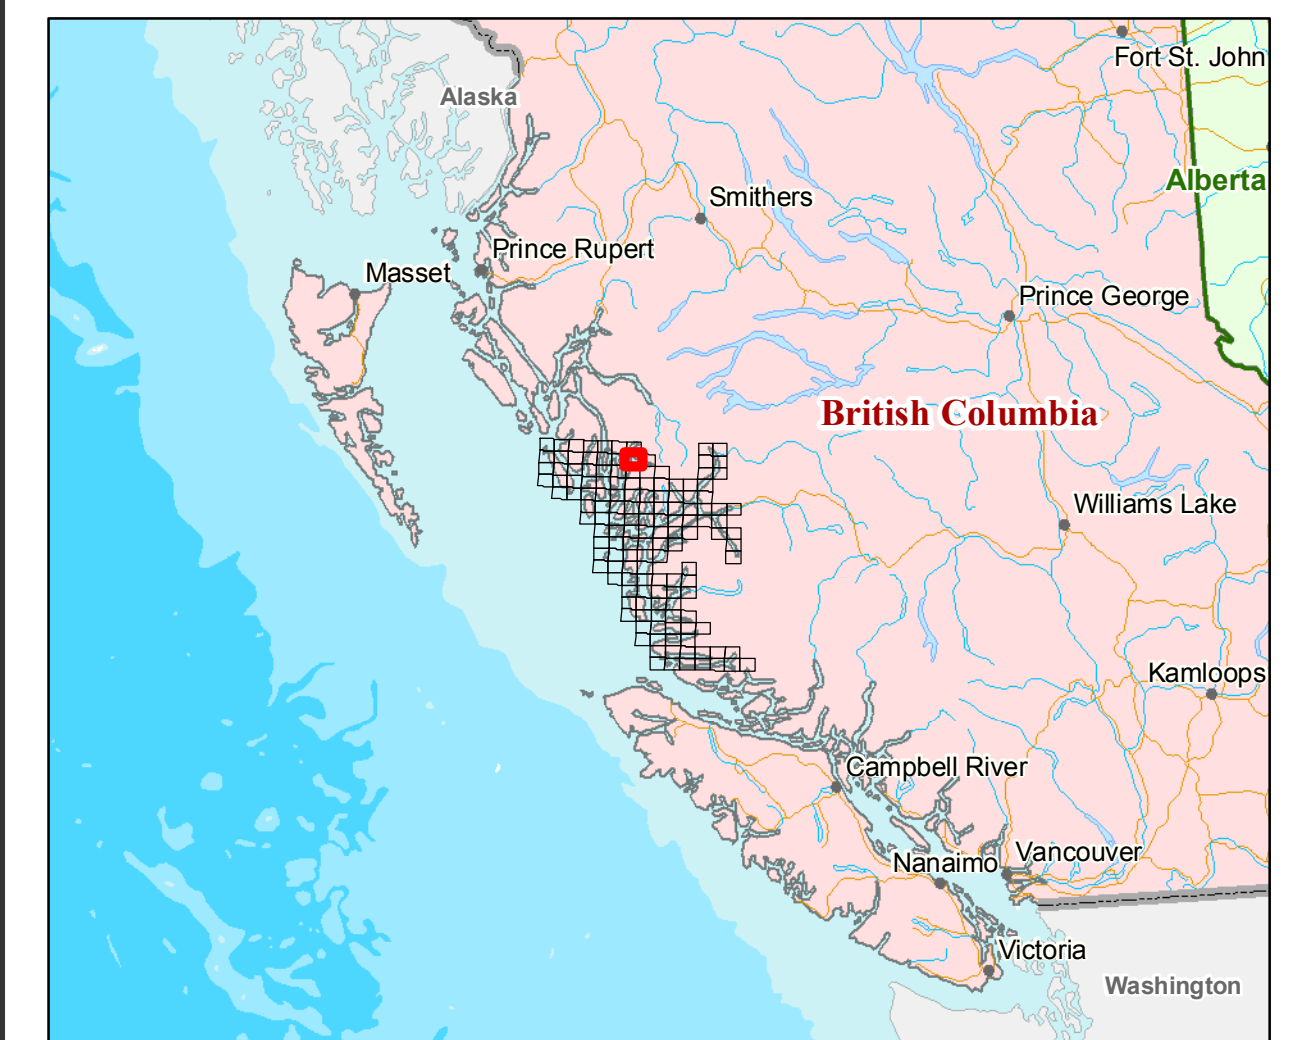 Fort St. John
Alaska
Alberta
Smithers
Prince Rupert
Masset
Prince George
British Columbia
Williams Lake
Kamloops
Campbell River
Vancouver
Nanaimo
Victoria
Washington